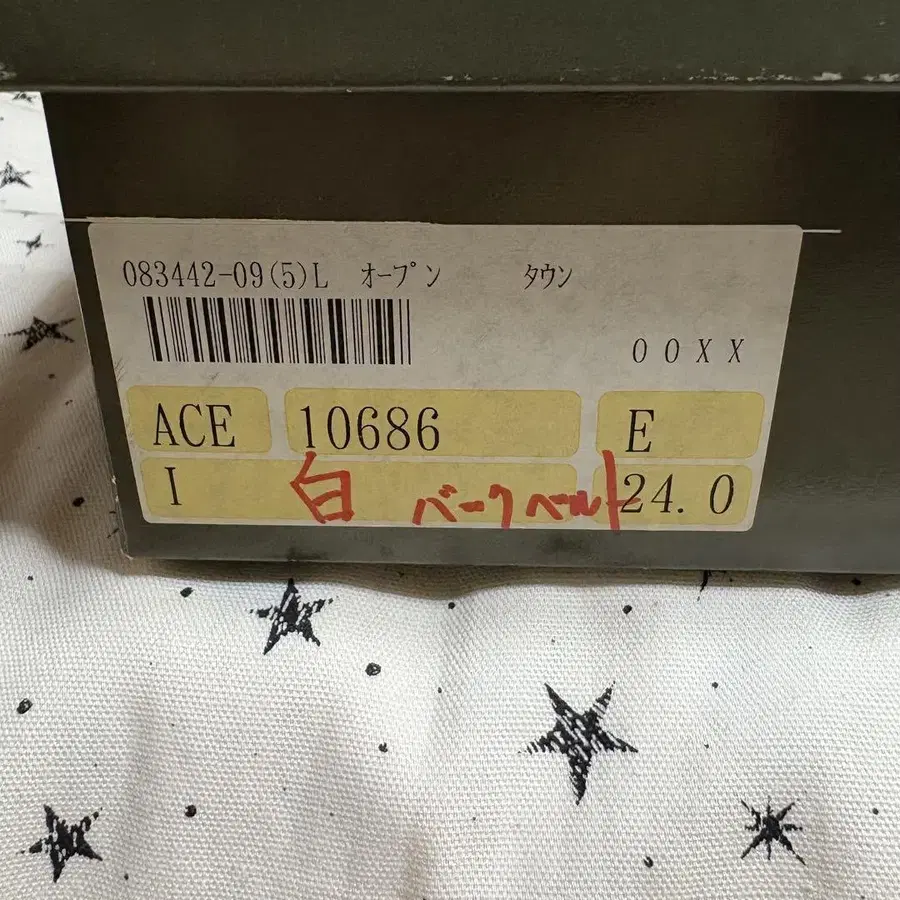 083442-09(5)L ｵｰﾌﾟﾝ ﾀｳﾝ
00XX
ACE 10686 E
I 白 バークベルト 24.0